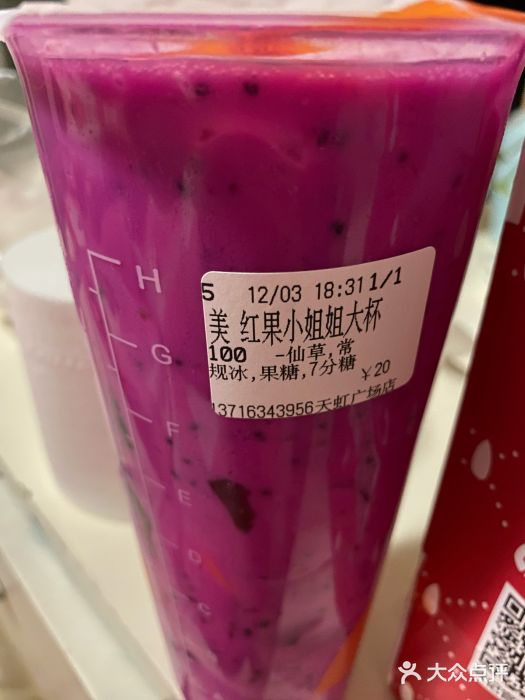 H
G
F
E
D
C
5 12/03 18:31 1/1
美 红果小姐姐大杯
100 -仙草,常
规冰,果糖,7分糖 ¥20
13716343956天虹广场店
大众点评